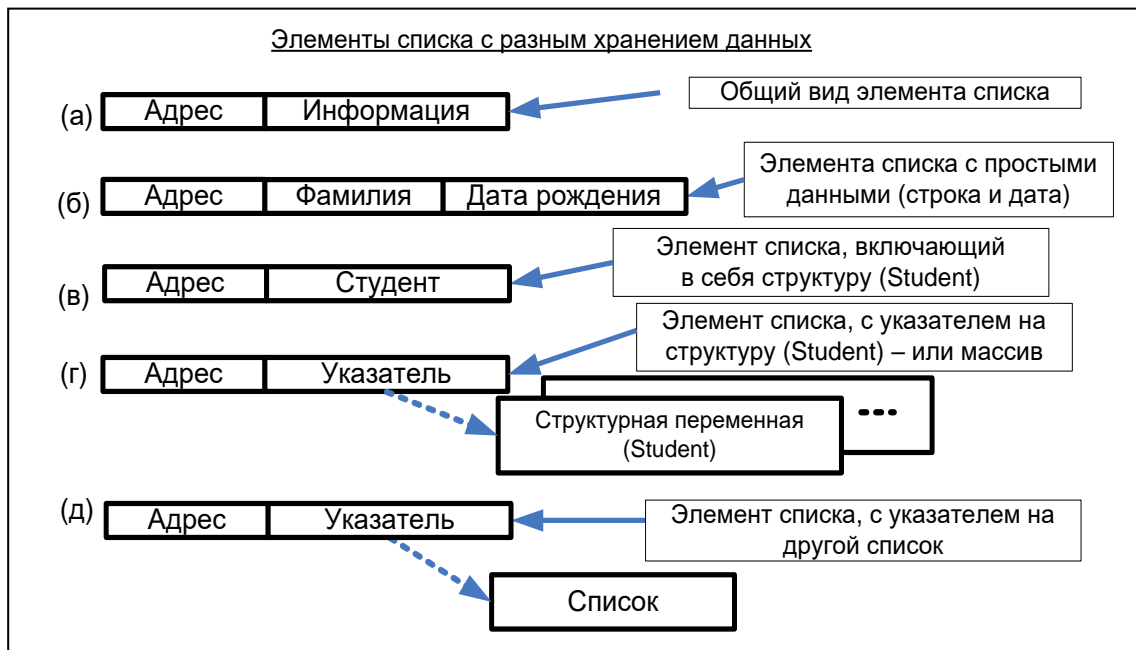 Элементы списка с разным хранением данных
(а)
Адрес
Информация
Общий вид элемента списка
(б)
Адрес
Фамилия
Дата рождения
Элемента списка с простыми
данными (строка и дата)
(в)
Адрес
Студент
Элемент списка, включающий
в себя структуру (Student)
(г)
Адрес
Указатель
Элемент списка, с указателем на
структуру (Student) – или массив
Структурная переменная
(Student)
(д)
Адрес
Указатель
Элемент списка, с указателем на
другой список
Список